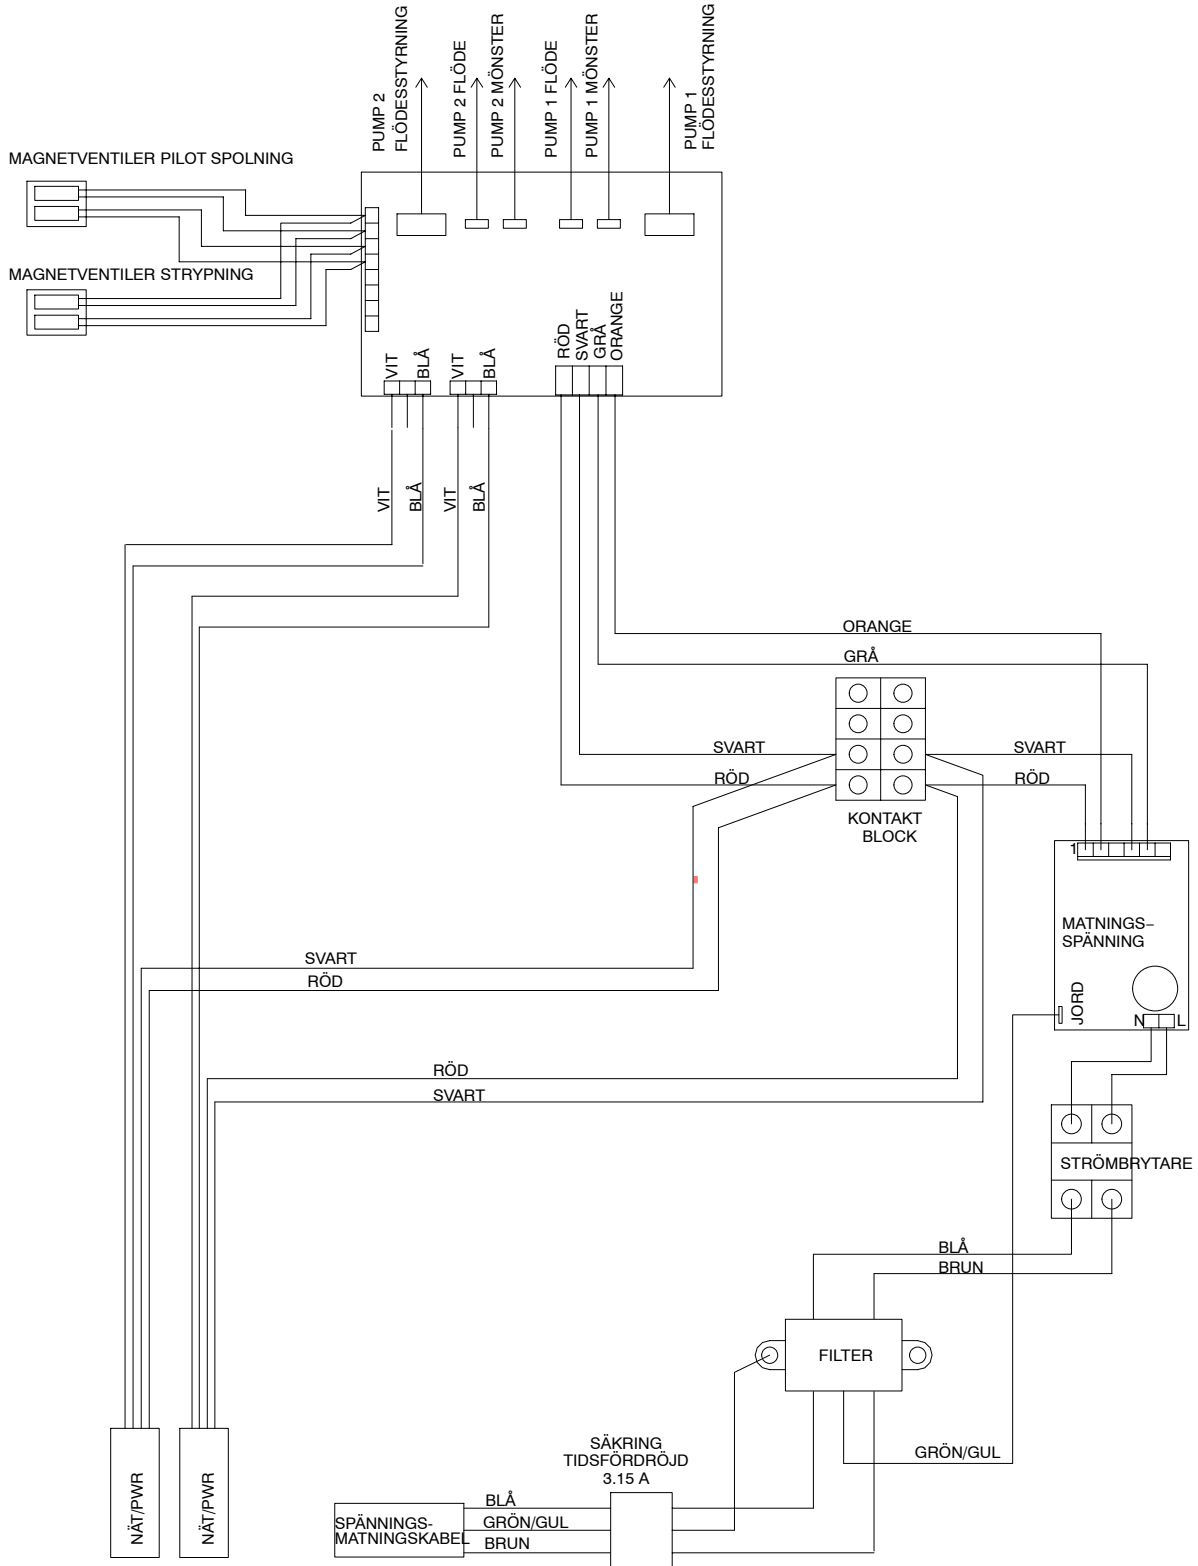 PUMP 2
FLÖDESSTYRNING
PUMP 2 FLÖDE
PUMP 2 MÖNSTER
PUMP 1 FLÖDE
PUMP 1 MÖNSTER
PUMP 1
FLÖDESSTYRNING
MAGNETVENTILER PILOT SPOLNING
MAGNETVENTILER STRYPNING
VIT
BLÅ
VIT
BLÅ
RÖD
SVART
GRÅ
ORANGE
VIT
BLÅ
VIT
BLÅ
ORANGE
GRÅ
SVART
SVART
RÖD
RÖD
KONTAKT
BLOCK
1
MATNINGS–
SPÄNNING
SVART
RÖD
JORD
N
L
RÖD
SVART
STRÖMBRYTARE
BLÅ
BRUN
FILTER
GRÖN/GUL
SÄKRING
TIDSFÖRDRÖJD
3.15 A
NÄT/PWR
NÄT/PWR
SPÄNNINGS-
MATNINGSKABEL
BLÅ
GRÖN/GUL
BRUN